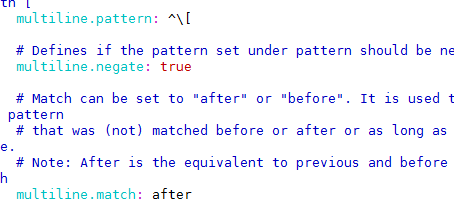 th [
multiline.pattern: ^\[
# Defines if the pattern set under pattern should be ne
multiline.negate: true
# Match can be set to "after" or "before". It is used t
pattern
# that was (not) matched before or after or as long as
e.
# Note: After is the equivalent to previous and before
h
multiline.match: after